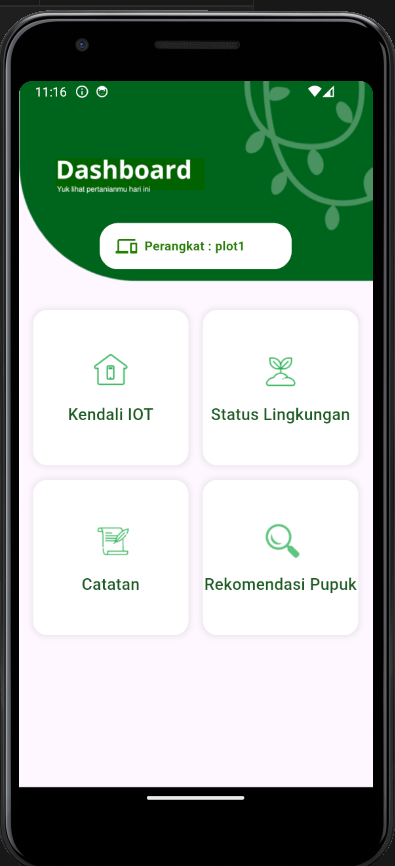 11:16
Dashboard
Yuk lihat pertanianmu hari ini
Perangkat : plot1
Kendali IOT
Status Lingkungan
Catatan
Rekomendasi Pupuk